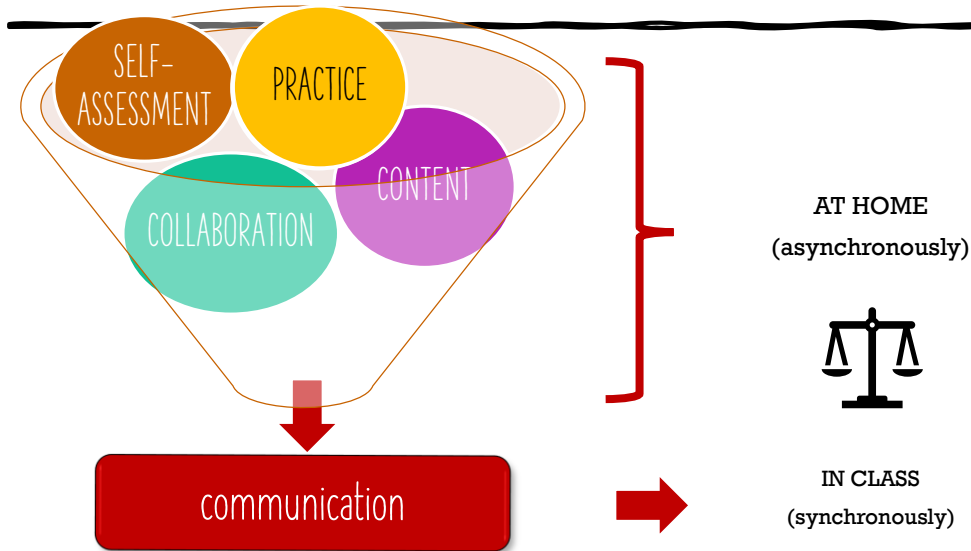 SELF-
ASSESSMENT
PRACTICE
CONTENT
COLLABORATION
AT HOME
(asynchronously)
communication
IN CLASS
(synchronously)